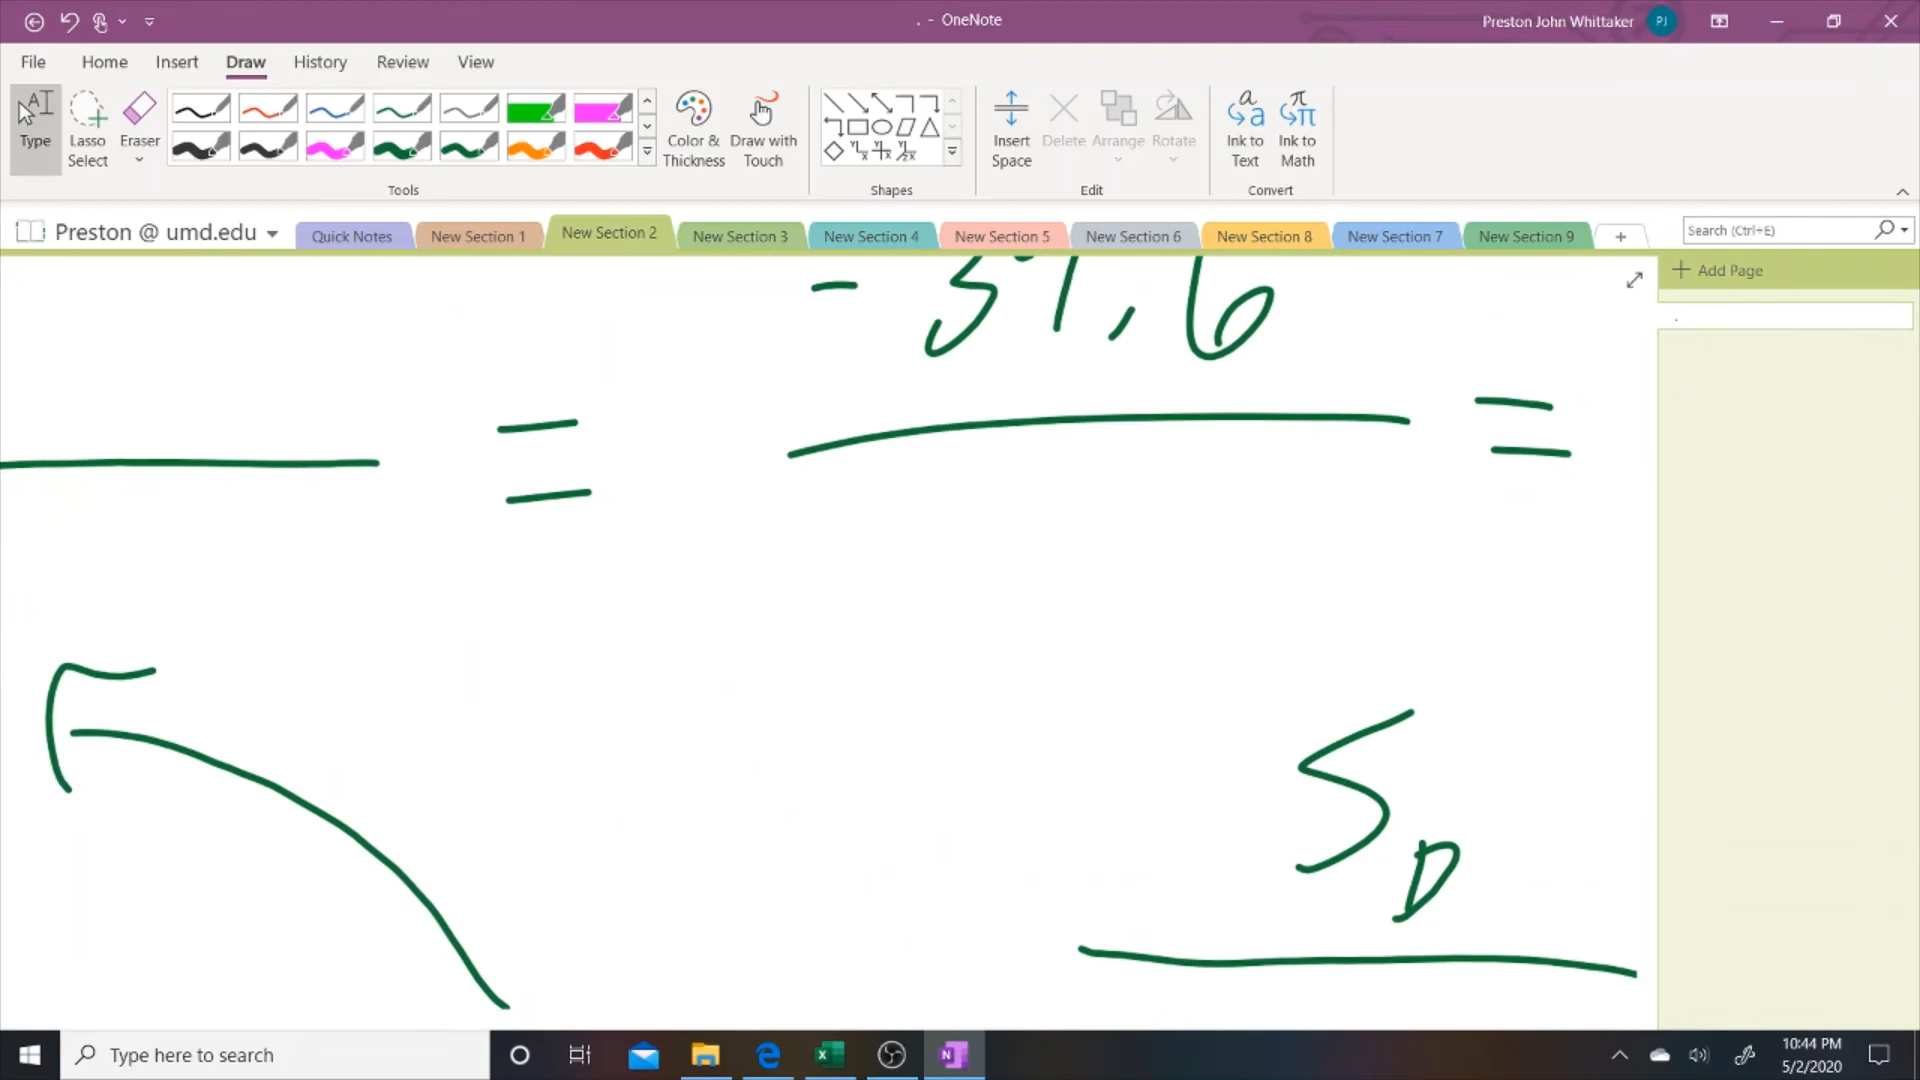 . - OneNote Preston John Whittaker PJ
File Home Insert Draw History Review View
Type Lasso Select Eraser Color & Thickness Draw with Touch Insert Space Delete Arrange Rotate Ink to Text Ink to Math
Tools Shapes Edit Convert
Preston @ umd.edu Quick Notes New Section 1 New Section 2 New Section 3 New Section 4 New Section 5 New Section 6 New Section 7 New Section 8 New Section 9 + Search (Ctrl+E)
Add Page
.
=
=
S_D
Type here to search
10:44 PM
5/2/2020